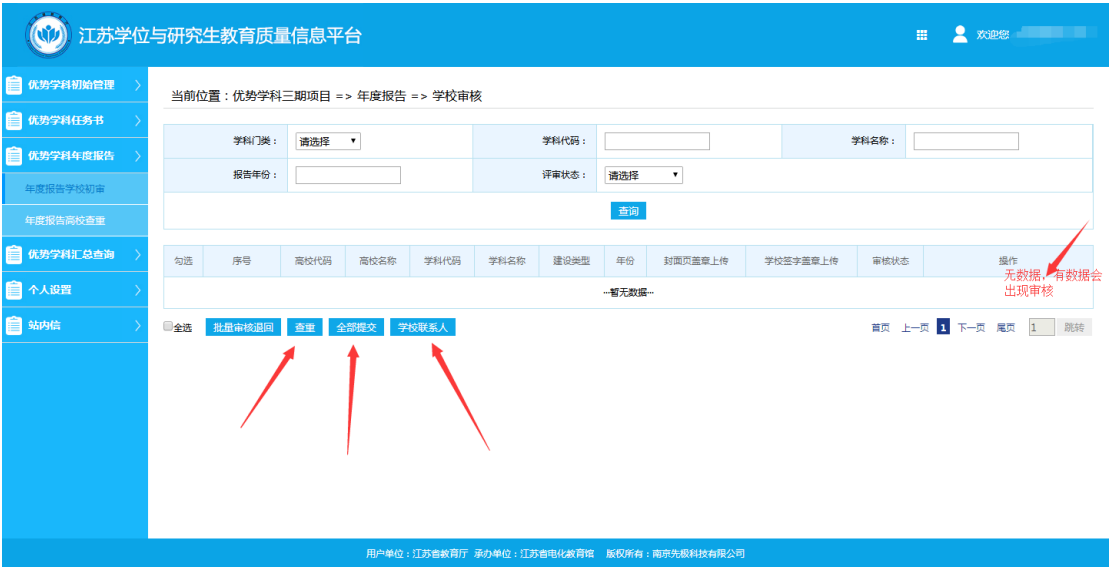 江苏学位与研究生教育质量信息平台
欢迎您
优势学科初始管理
优势学科任务书
优势学科年度报告
年度报告学校初审
年度报告高校查重
优势学科汇总查询
个人设置
站内信
当前位置：优势学科三期项目 => 年度报告 => 学校审核
学科门类： 请选择 学科代码： 学科名称：
报告年份： 评审状态： 请选择
查询
勾选 序号 高校代码 高校名称 学科代码 学科名称 建设类型 年份 封面页盖章上传 学校签字盖章上传 审核状态 操作
无数据，有数据会
出现审核
--暂无数据--
全选 批量审核退回 查重 全部提交 学校联系人 首页 上一页 1 下一页 尾页 1 跳转
用户单位：江苏省教育厅 承办单位：江苏省电化教育馆 版权所有：南京先极科技有限公司